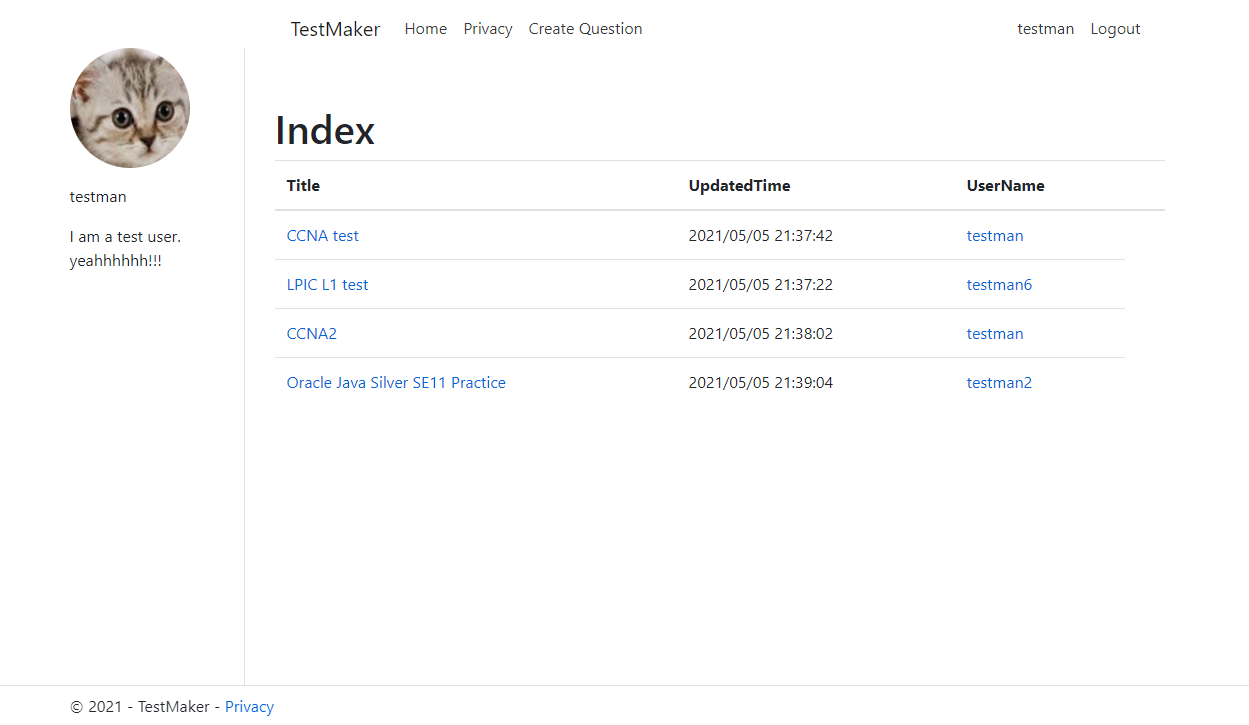 TestMaker Home Privacy Create Question testman Logout
testman
I am a test user.
yeahhhhhh!!!
Index
Title UpdatedTime UserName
CCNA test 2021/05/05 21:37:42 testman
LPIC L1 test 2021/05/05 21:37:22 testman6
CCNA2 2021/05/05 21:38:02 testman
Oracle Java Silver SE11 Practice 2021/05/05 21:39:04 testman2
© 2021 - TestMaker - Privacy